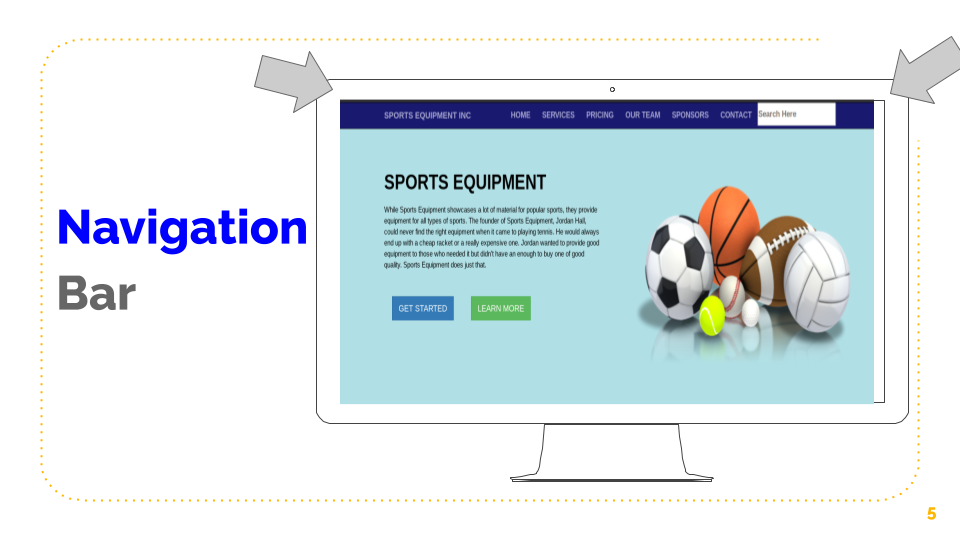 Navigation
Bar
SPORTS EQUIPMENT INC HOME SERVICES PRICING OUR TEAM SPONSORS CONTACT Search Here
SPORTS EQUIPMENT
While Sports Equipment showcases a lot of material for popular sports, they provide
equipment for all types of sports. The founder of Sports Equipment, Jordan Hall,
could never find the right equipment when it came to playing tennis. He would always
end up with a cheap racket or a really expensive one. Jordan wanted to provide good
equipment to those who needed it but didn't have an enough to buy one of good
quality. Sports Equipment does just that.
GET STARTED LEARN MORE
5